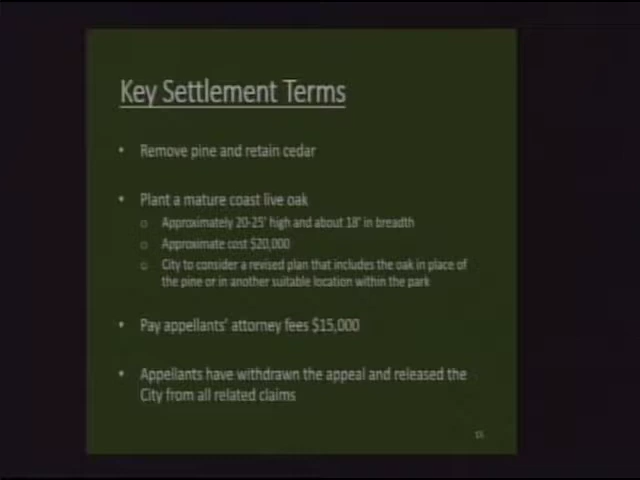 Key Settlement Terms
• Remove pine and retain cedar
• Plant a mature coast live oak
o Approximately 20-25' high and about 18' in breadth
o Approximate cost $20,000
o City to consider a revised plan that includes the oak in place of
the pine or in another suitable location within the park
• Pay appellants' attorney fees $15,000
• Appellants have withdrawn the appeal and released the
City from all related claims